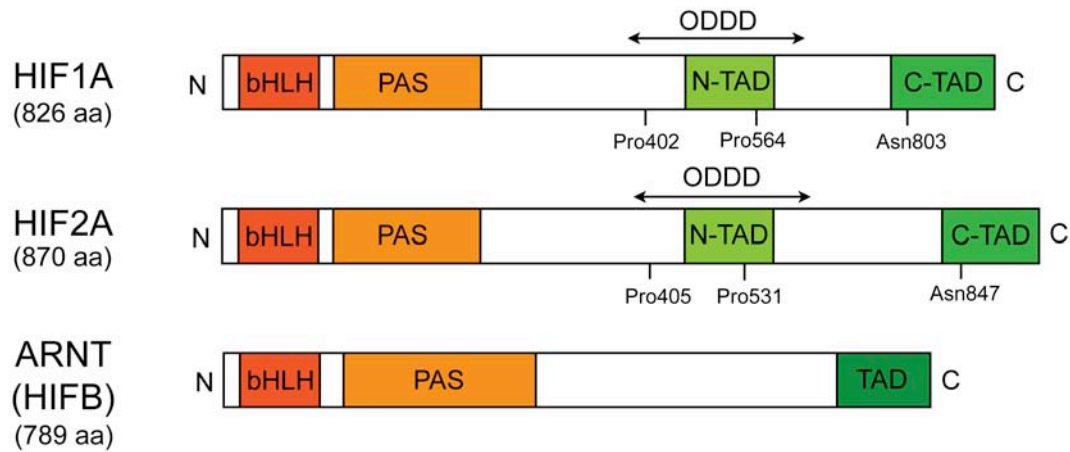 ODDD
HIF1A
(826 aa)
N bHLH PAS N-TAD C-TAD C
Pro402 Pro564 Asn803
ODDD
HIF2A
(870 aa)
N bHLH PAS N-TAD C-TAD C
Pro405 Pro531 Asn847
ARNT
(HIFB)
(789 aa)
N bHLH PAS TAD C